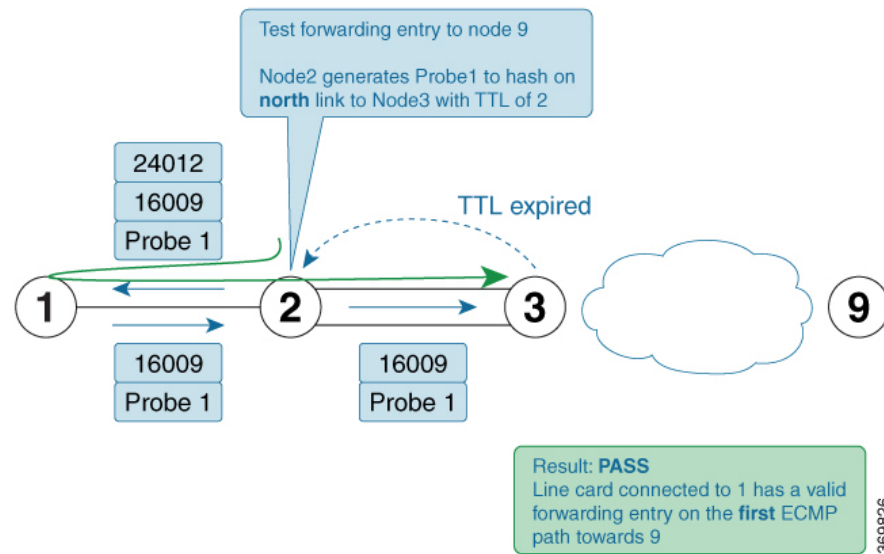 Test forwarding entry to node 9
Node2 generates Probe1 to hash on
north link to Node3 with TTL of 2
24012
16009
Probe 1
TTL expired
1
2
3
9
16009
Probe 1
16009
Probe 1
Result: PASS
Line card connected to 1 has a valid
forwarding entry on the first ECMP
path towards 9